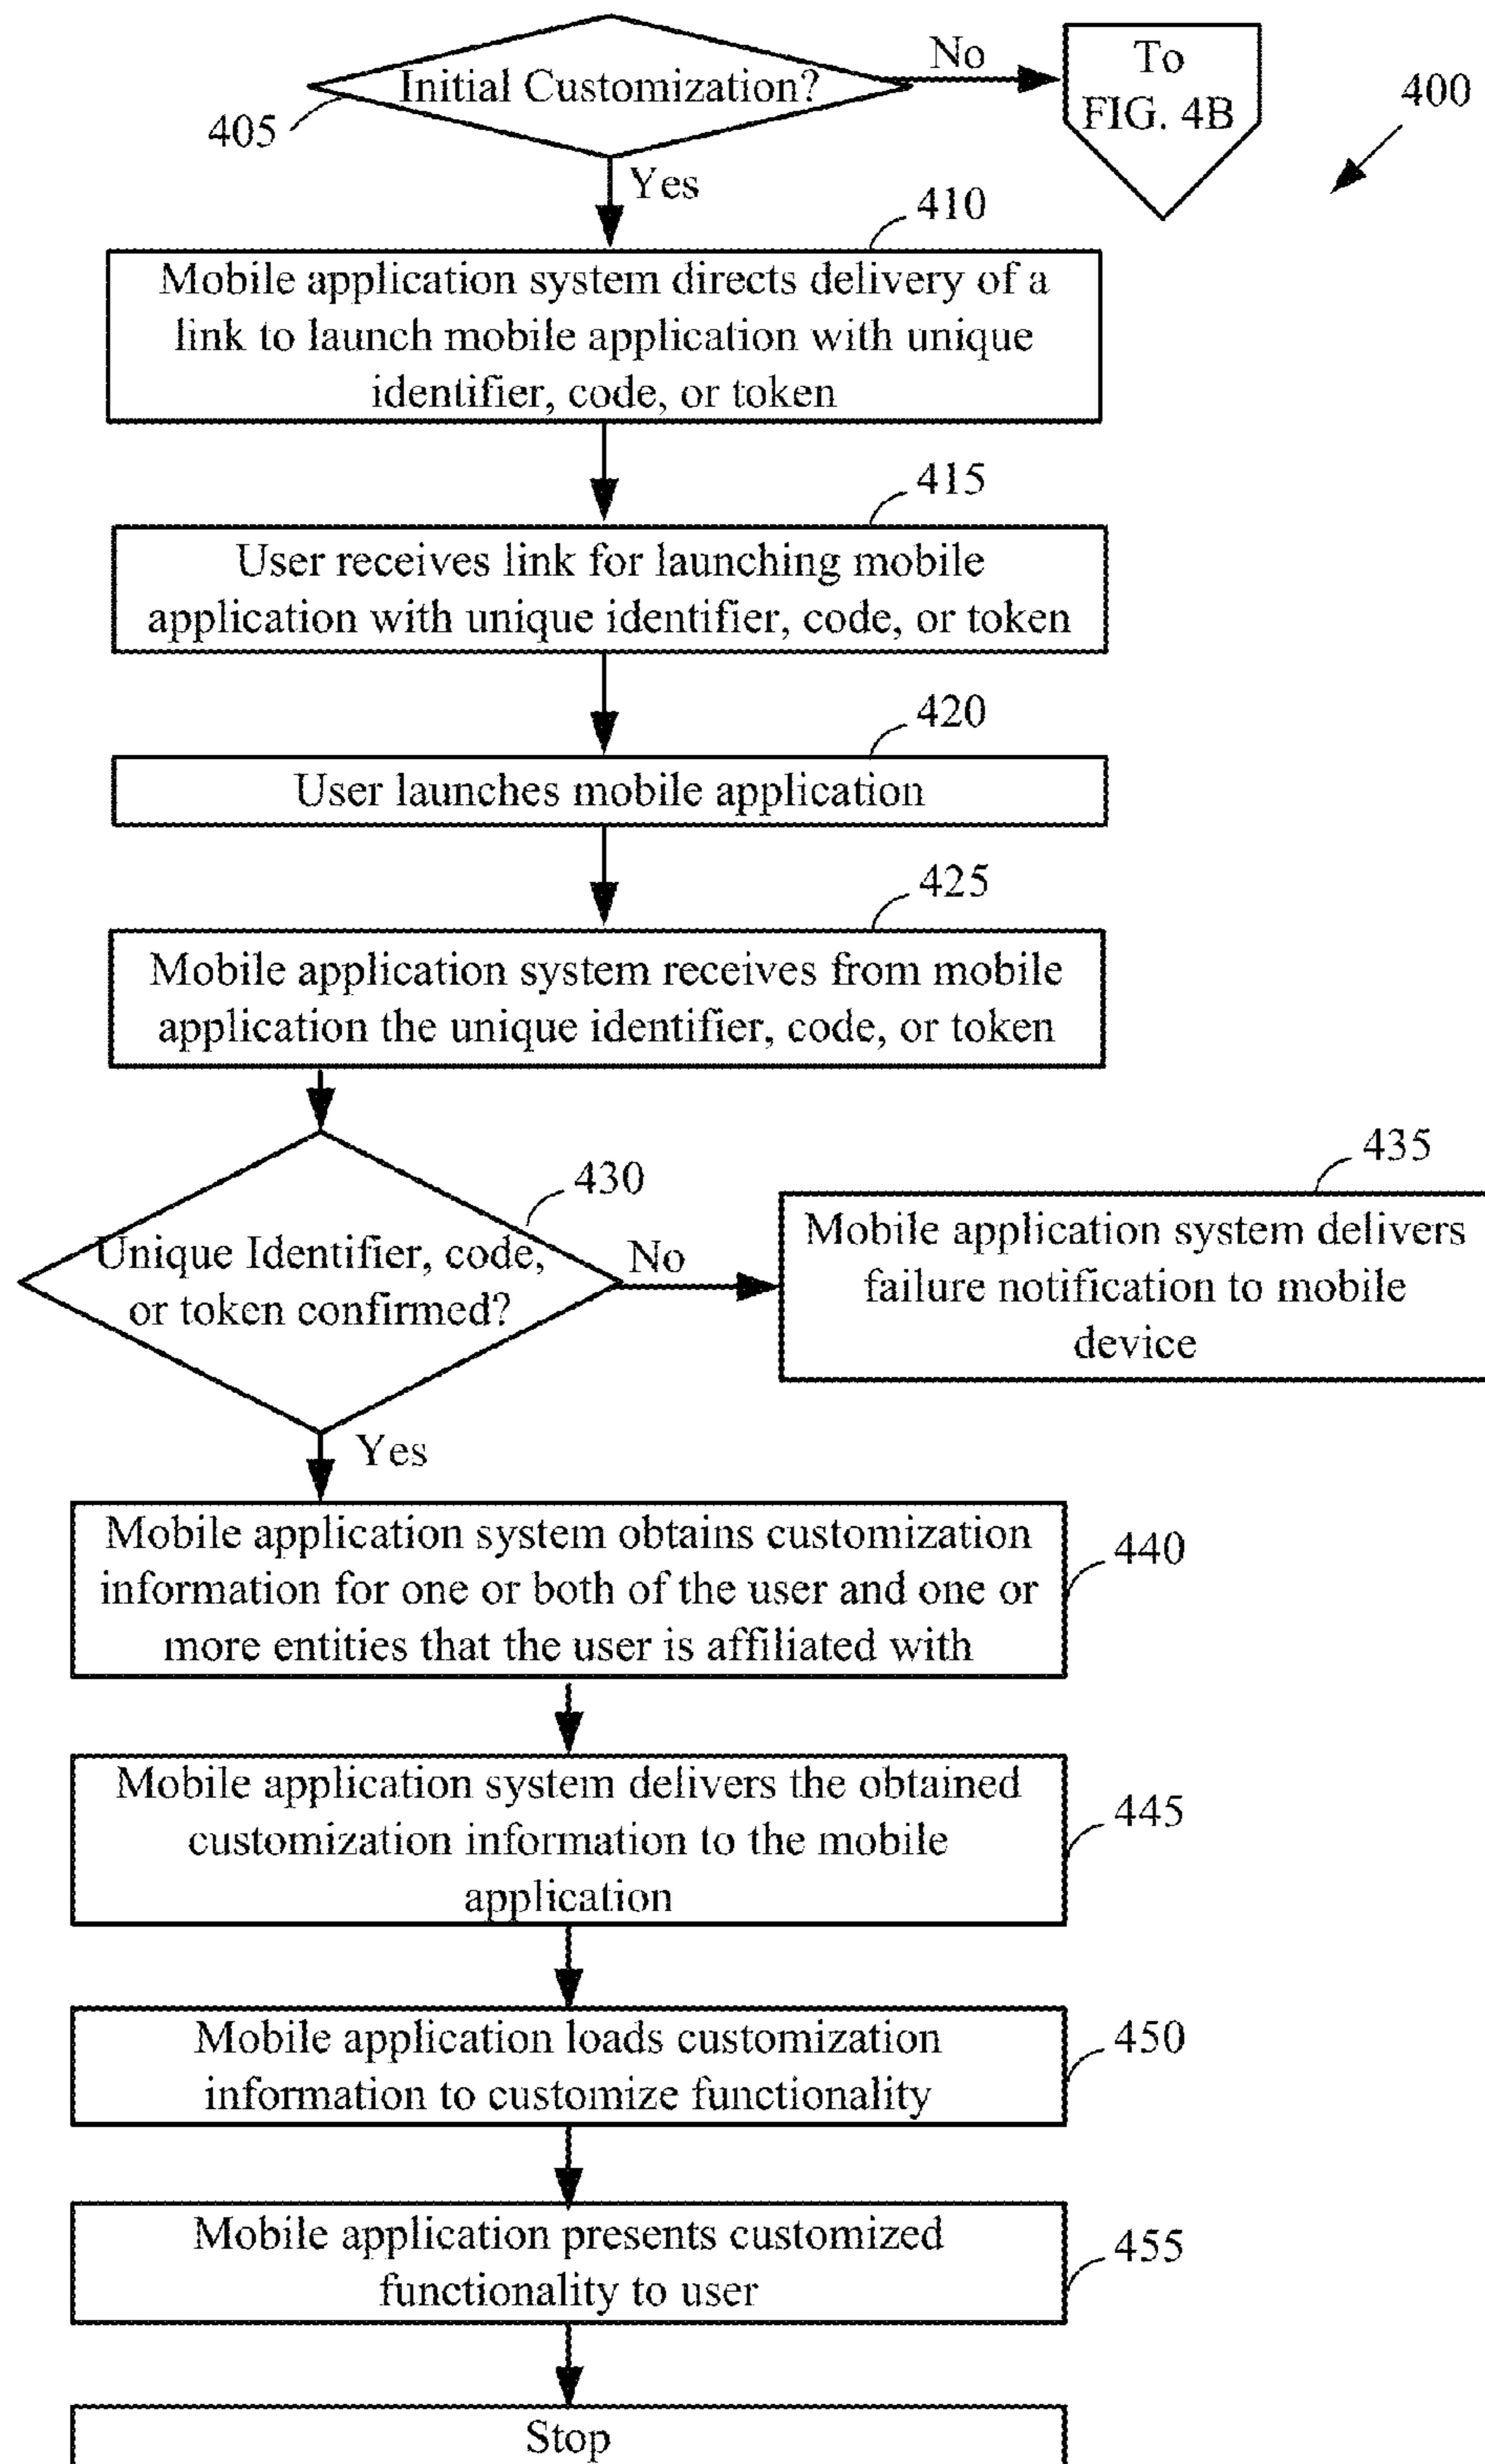 Initial Customization?
No
To
FIG. 4B
400
405
Yes
410
Mobile application system directs delivery of a
link to launch mobile application with unique
identifier, code, or token
415
User receives link for launching mobile
application with unique identifier, code, or token
420
User launches mobile application
425
Mobile application system receives from mobile
application the unique identifier, code, or token
430
Unique Identifier, code,
or token confirmed?
No
435
Mobile application system delivers
failure notification to mobile
device
Yes
Mobile application system obtains customization
information for one or both of the user and one or
more entities that the user is affiliated with
440
Mobile application system delivers the obtained
customization information to the mobile
application
445
Mobile application loads customization
information to customize functionality
450
Mobile application presents customized
functionality to user
455
Stop